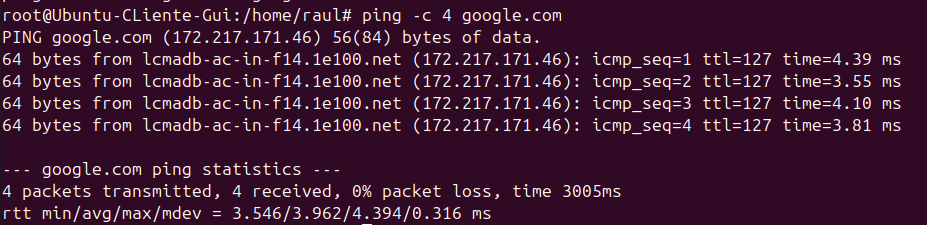 root@Ubuntu-CLiente-Gui:/home/raul# ping -c 4 google.com
PING google.com (172.217.171.46) 56(84) bytes of data.
64 bytes from lcmadb-ac-in-f14.1e100.net (172.217.171.46): icmp_seq=1 ttl=127 time=4.39 ms
64 bytes from lcmadb-ac-in-f14.1e100.net (172.217.171.46): icmp_seq=2 ttl=127 time=3.55 ms
64 bytes from lcmadb-ac-in-f14.1e100.net (172.217.171.46): icmp_seq=3 ttl=127 time=4.10 ms
64 bytes from lcmadb-ac-in-f14.1e100.net (172.217.171.46): icmp_seq=4 ttl=127 time=3.81 ms
--- google.com ping statistics ---
4 packets transmitted, 4 received, 0% packet loss, time 3005ms
rtt min/avg/max/mdev = 3.546/3.962/4.394/0.316 ms